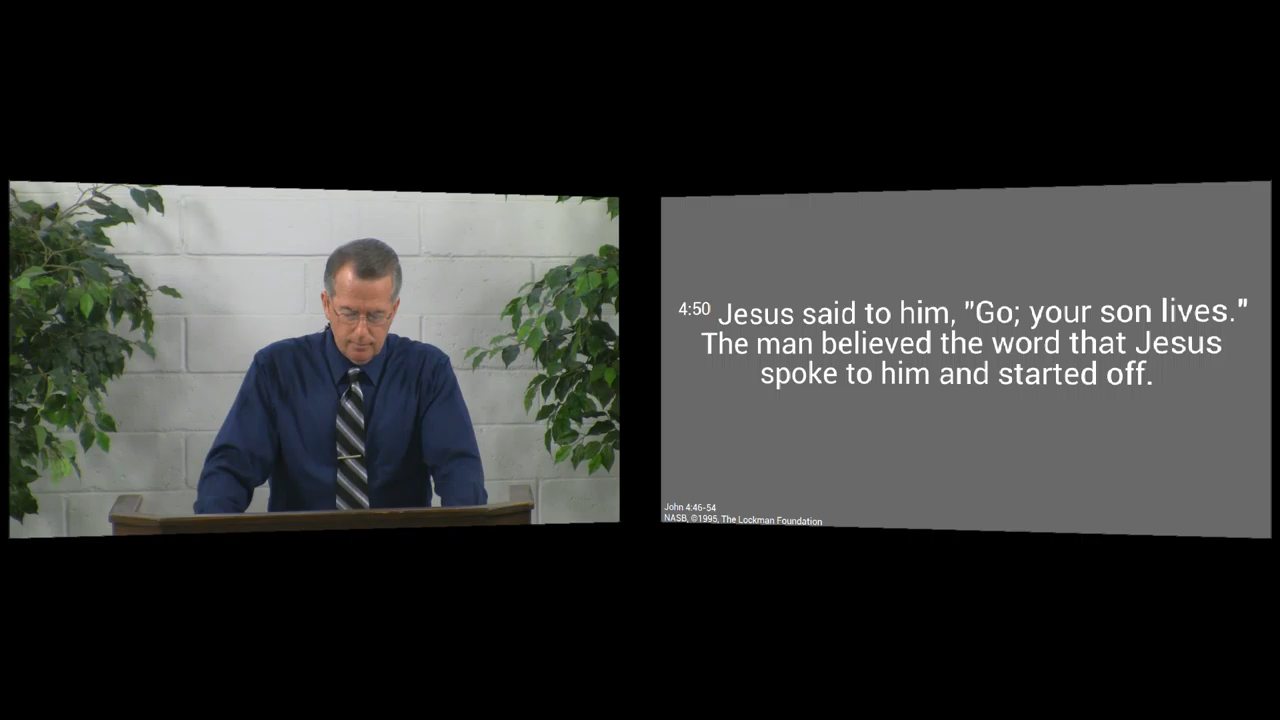 4:50 Jesus said to him, "Go; your son lives."
The man believed the word that Jesus
spoke to him and started off.
John 4:46-54
NASB, ©1995, The Lockman Foundation